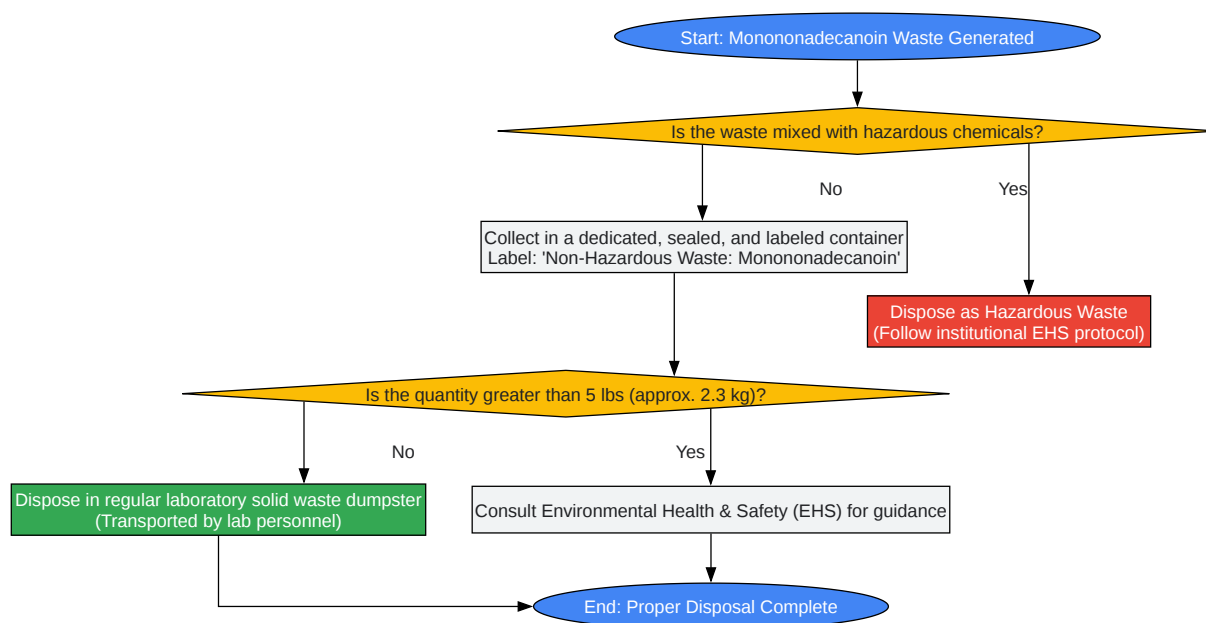 Start: Monononadecanoin Waste Generated
Is the waste mixed with hazardous chemicals?
No
Yes
Collect in a dedicated, sealed, and labeled container
Label: 'Non-Hazardous Waste: Monononadecanoin'
Dispose as Hazardous Waste
(Follow institutional EHS protocol)
Is the quantity greater than 5 lbs (approx. 2.3 kg)?
No
Yes
Dispose in regular laboratory solid waste dumpster
(Transported by lab personnel)
Consult Environmental Health & Safety (EHS) for guidance
End: Proper Disposal Complete